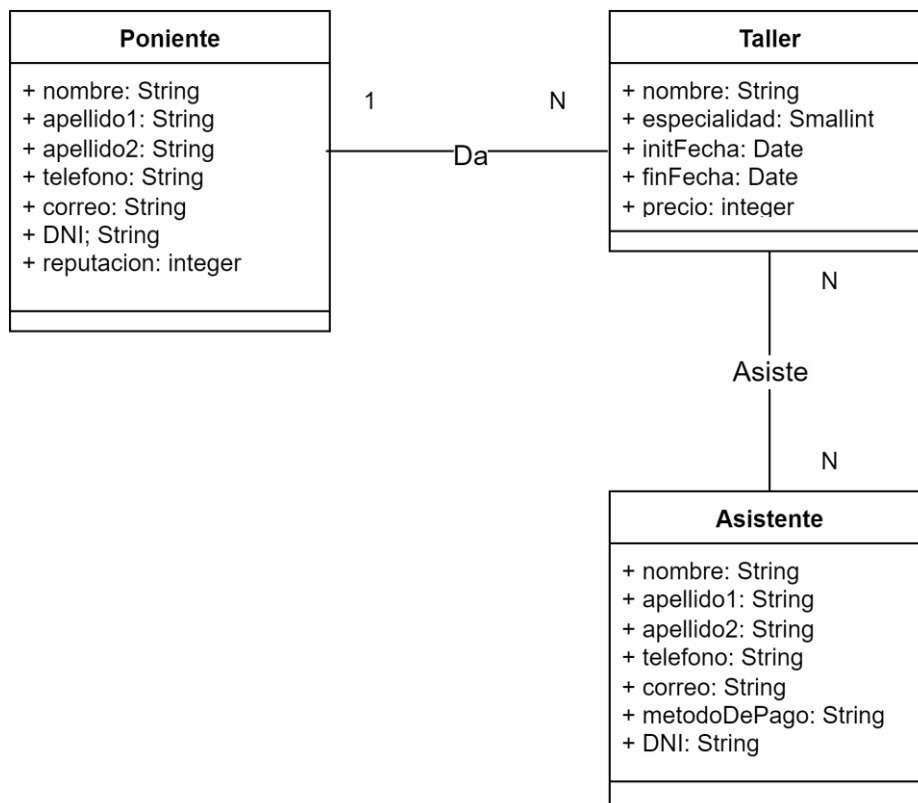 Poniente
+ nombre: String
+ apellido1: String
+ apellido2: String
+ telefono: String
+ correo: String
+ DNI; String
+ reputacion: integer
1
N
Da
Taller
+ nombre: String
+ especialidad: Smallint
+ initFecha: Date
+ finFecha: Date
+ precio: integer
N
Asiste
N
Asistente
+ nombre: String
+ apellido1: String
+ apellido2: String
+ telefono: String
+ correo: String
+ metodoDePago: String
+ DNI: String